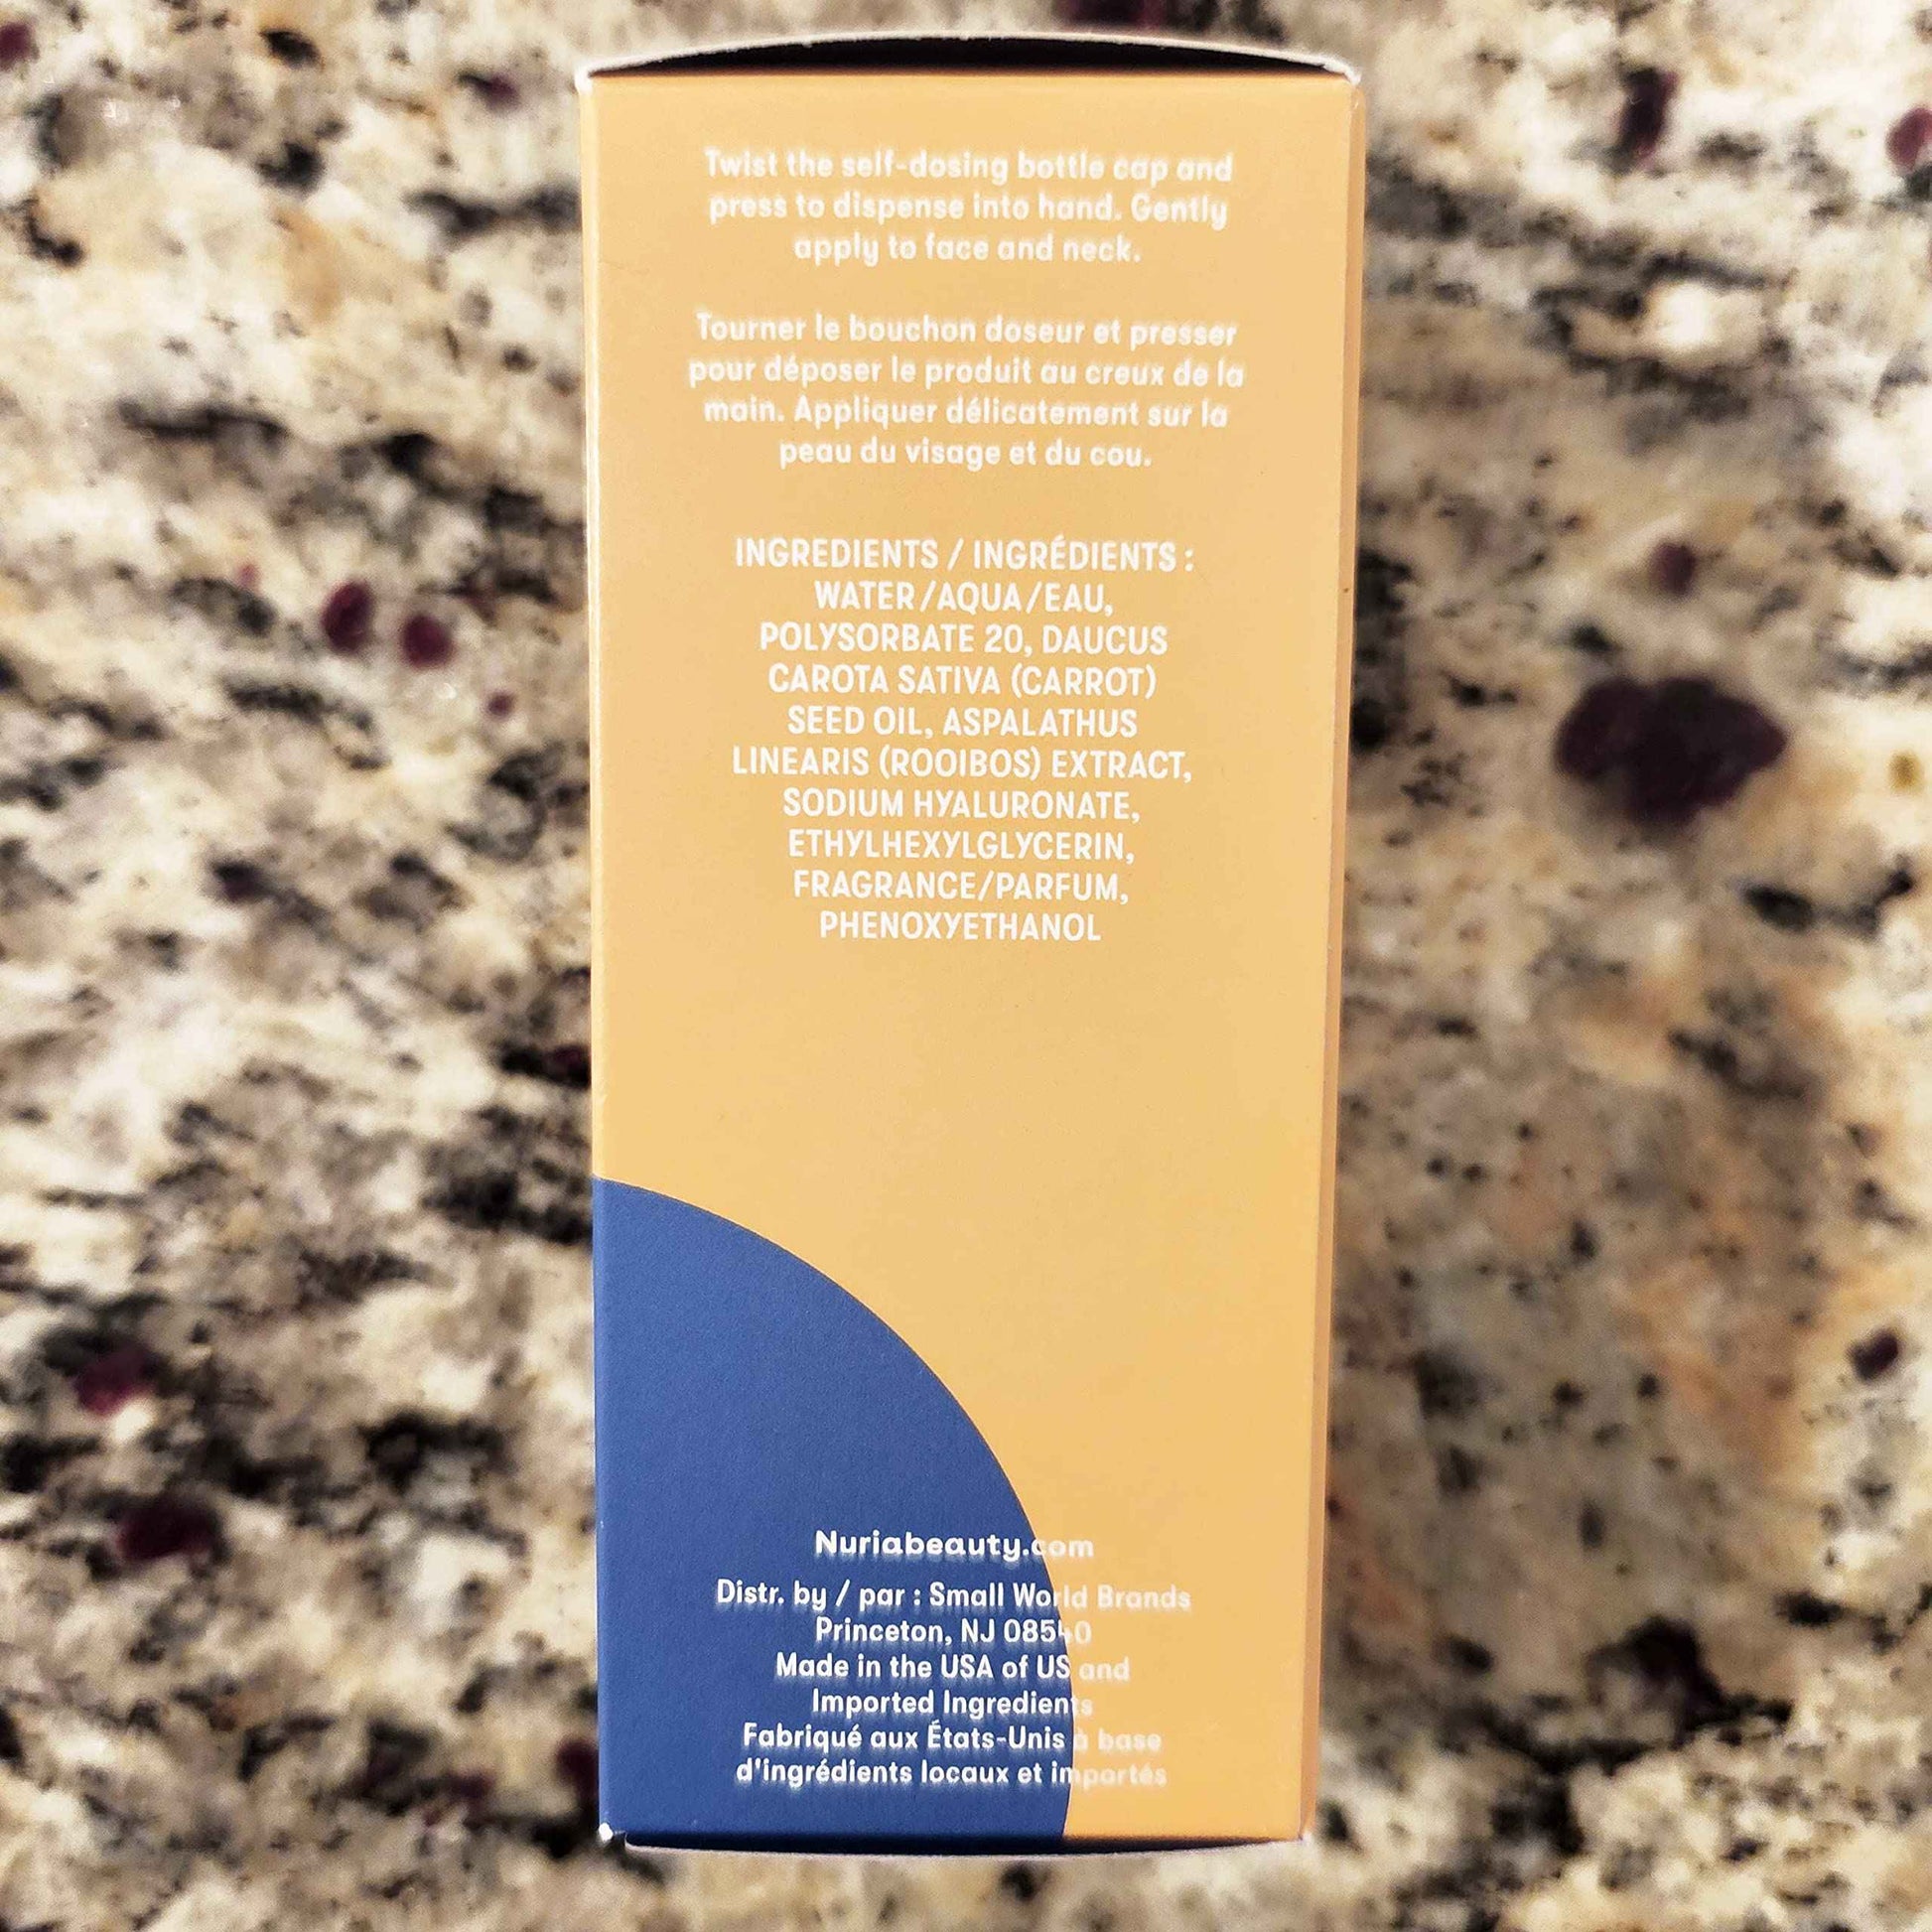 Twist the self-dosing bottle cap and
press to dispense into hand. Gently
apply to face and neck.
Tourner le bouchon doseur et presser
pour déposer le produit au creux de la
main. Appliquer délicatement sur la
peau du visage et du cou.
INGREDIENTS / INGRÉDIENTS :
WATER/AQUA/EAU,
POLYSORBATE 20, DAUCUS
CAROTA SATIVA (CARROT)
SEED OIL, ASPALATHUS
LINEARIS (ROOIBOS) EXTRACT,
SODIUM HYALURONATE,
ETHYLHEXYLGLYCERIN,
FRAGRANCE/PARFUM,
PHENOXYETHANOL
Nuriabeauty.com
Distr. by / par : Small World Brands
Princeton, NJ 08540
Made in the USA of US and
Imported Ingredients
Fabriqué aux États-Unis à base
d'ingrédients locaux et importés